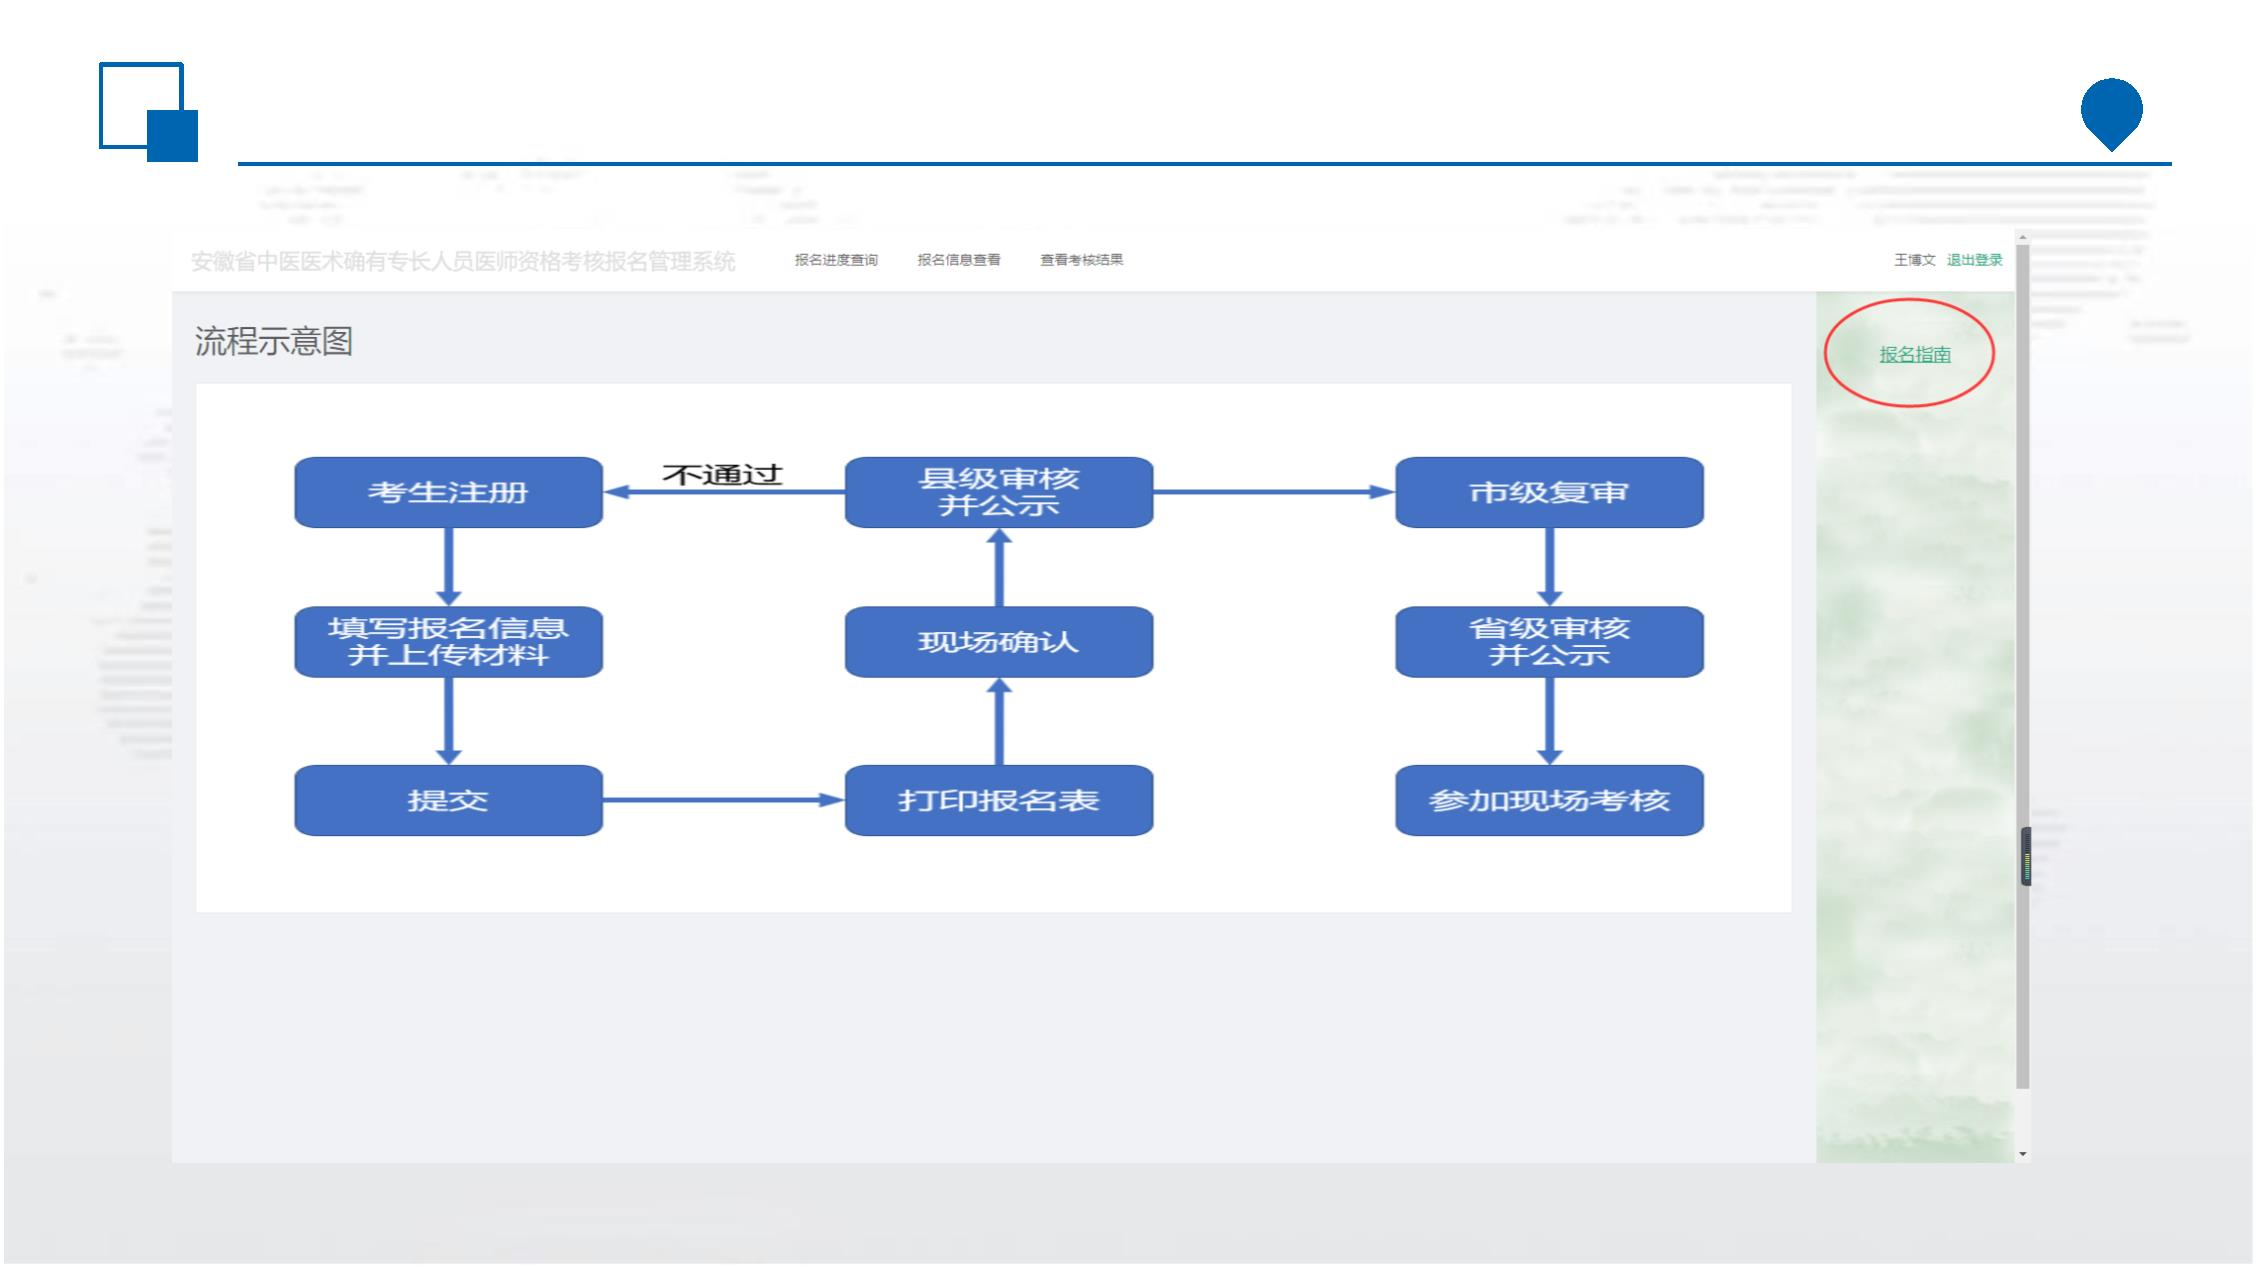 安徽省中医医术确有专长人员医师资格考核报名管理系统
报名进度查询
报名信息查看
查看考核结果
王博文
退出登录
流程示意图
报名指南
考生注册
不通过
县级审核
并公示
市级复审
填写报名信息
并上传材料
现场确认
省级审核
并公示
提交
打印报名表
参加现场考核